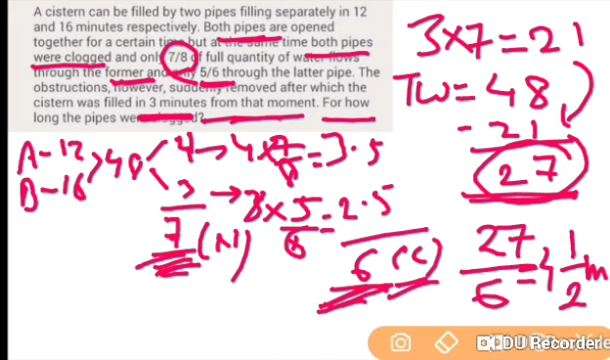 A cistern can be filled by two pipes filling separately in 12
and 16 minutes respectively. Both pipes are opened
together for a certain time but at the same time both pipes
were clogged and only 7/8 of full quantity of water flows
through the former and only 5/6 through the latter pipe. The
obstructions, however, suddenly removed after which the
cistern was filled in 3 minutes from that moment. For how
long the pipes were clogged?
3×7=21
TW=48
-21
27
A-12
B-16
48
4→4×7/8=3.5
3→3×5/6=2.5
7(N)
6(C)
27/6=4 1/2 m
DU Recorder